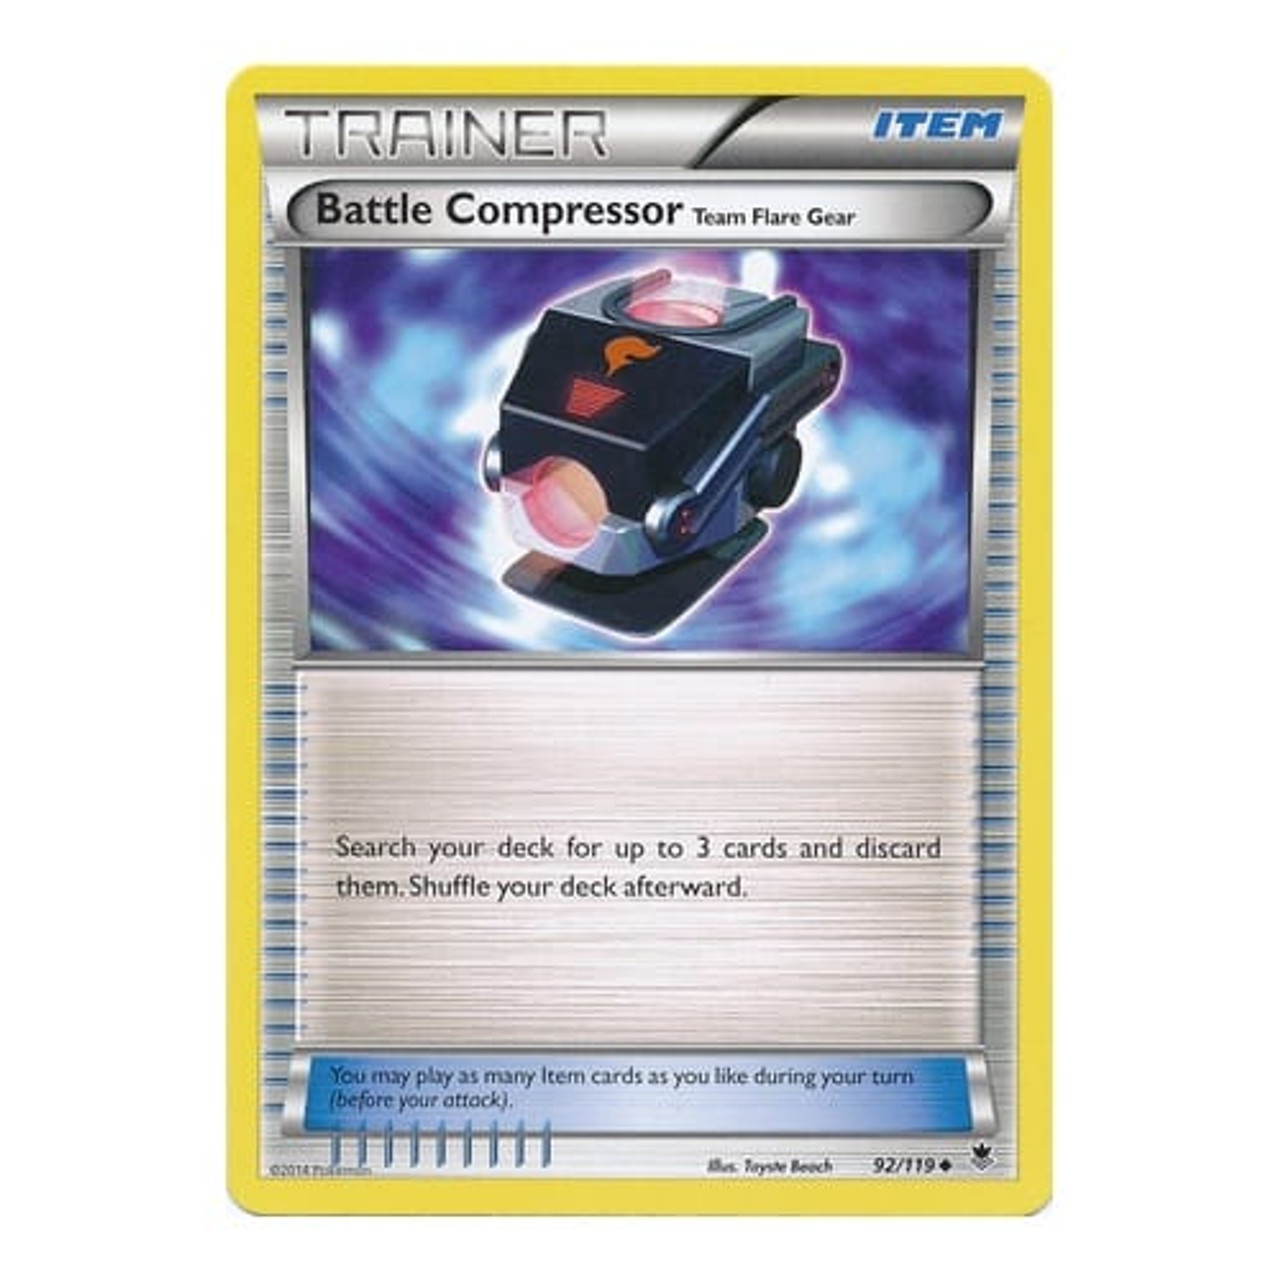 TRAINER ITEM
Battle Compressor Team Flare Gear
Search your deck for up to 3 cards and discard
them. Shuffle your deck afterward.
You may play as many Item cards as you like during your turn
(before your attack).
©2014 Pokémon Illus. Toyste Beach 92/119